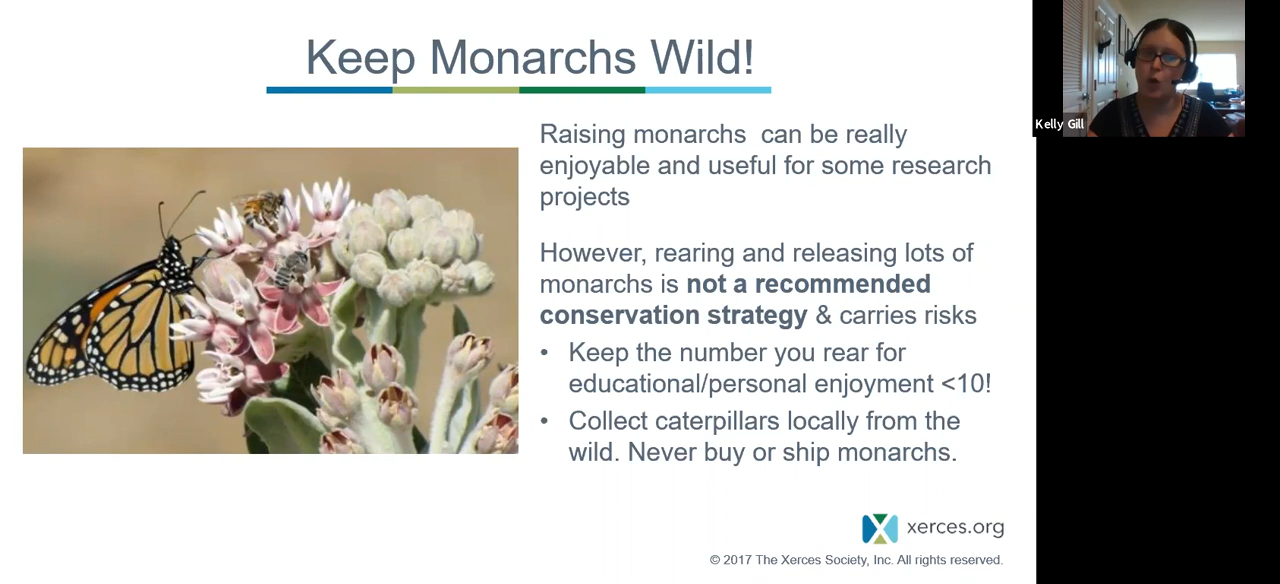 Keep Monarchs Wild!
Raising monarchs can be really
enjoyable and useful for some research
projects
However, rearing and releasing lots of
monarchs is not a recommended
conservation strategy & carries risks
• Keep the number you rear for
educational/personal enjoyment <10!
• Collect caterpillars locally from the
wild. Never buy or ship monarchs.
xerces.org
© 2017 The Xerces Society, Inc. All rights reserved.
Kelly Gill